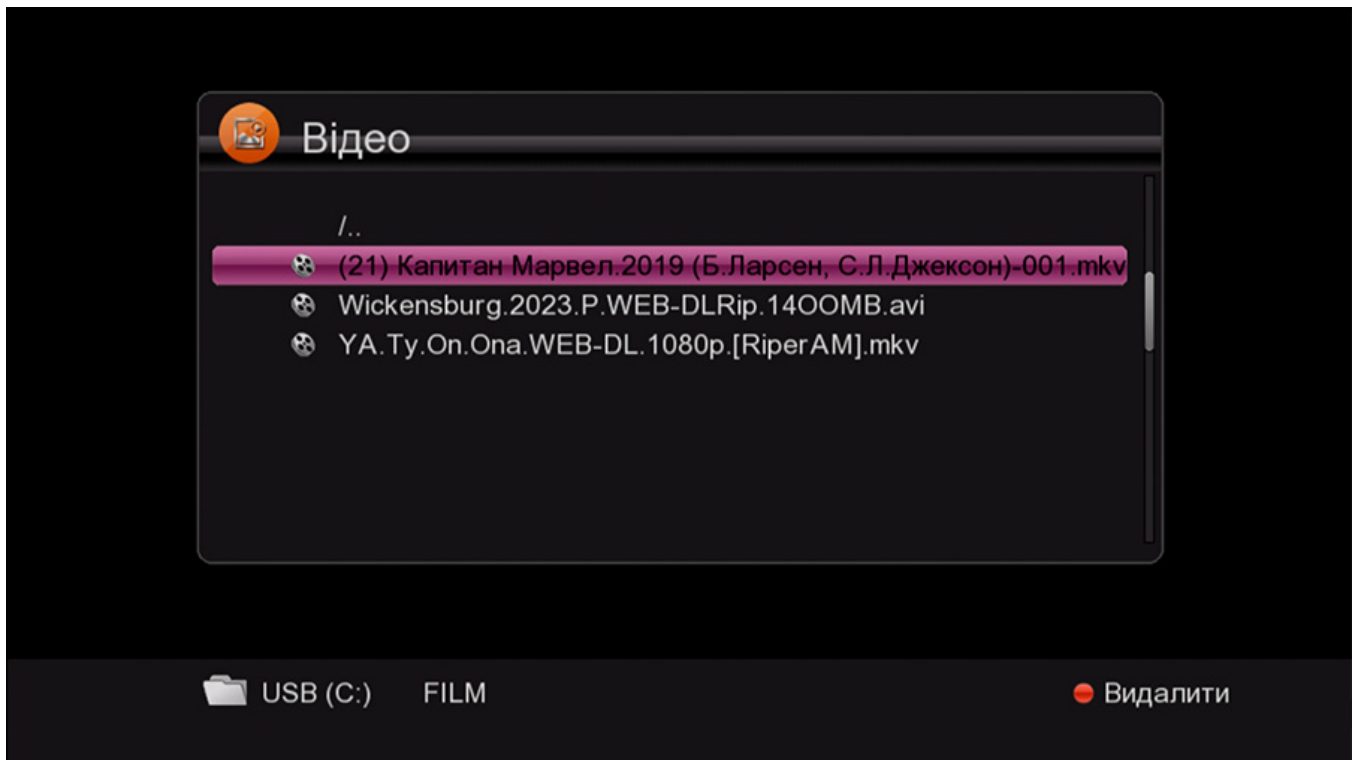 Відео
/..
(21) Капитан Марвел.2019 (Б.Ларсен, С.Л.Джексон)-001.mkv
Wickensburg.2023.P.WEB-DLRip.14OOMB.avi
YA.Ty.On.Ona.WEB-DL.1080p.[RiperAM].mkv
USB (C:) FILM
Видалити